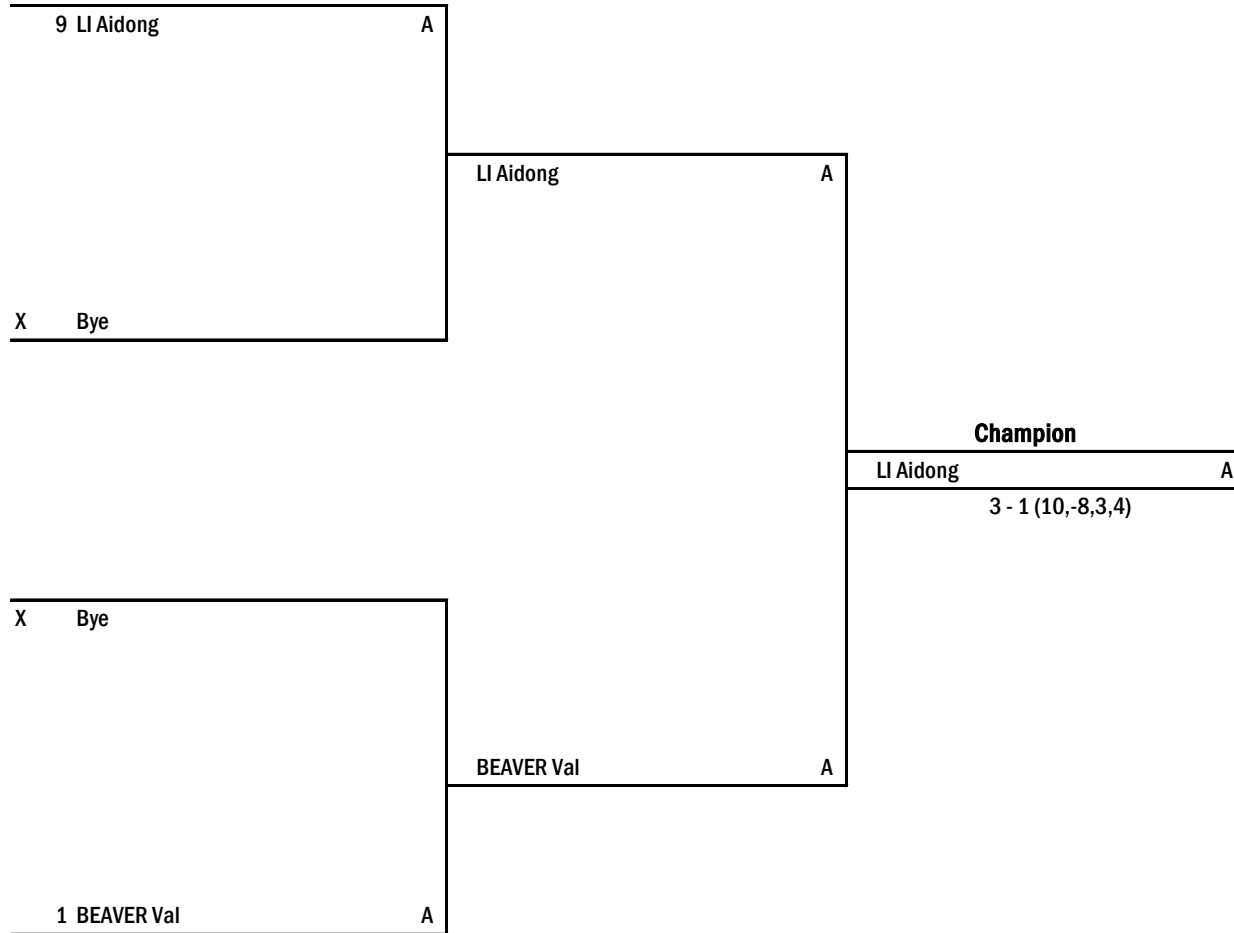 9 LI Aidong A
LI Aidong A
X Bye
Champion
LI Aidong A
3 - 1 (10,-8,3,4)
X Bye
BEAVER Val A
1 BEAVER Val A